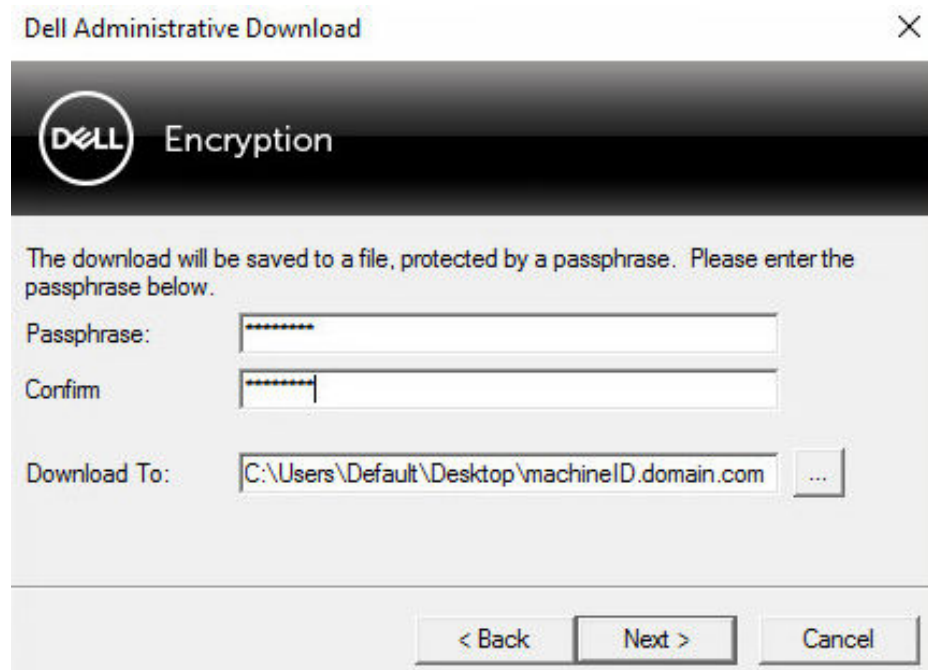 Dell Administrative Download
DELL Encryption
The download will be saved to a file, protected by a passphrase. Please enter the
passphrase below.
Passphrase: ********
Confirm ********
Download To: C:\Users\Default\Desktop\machineID.domain.com ...
< Back Next > Cancel